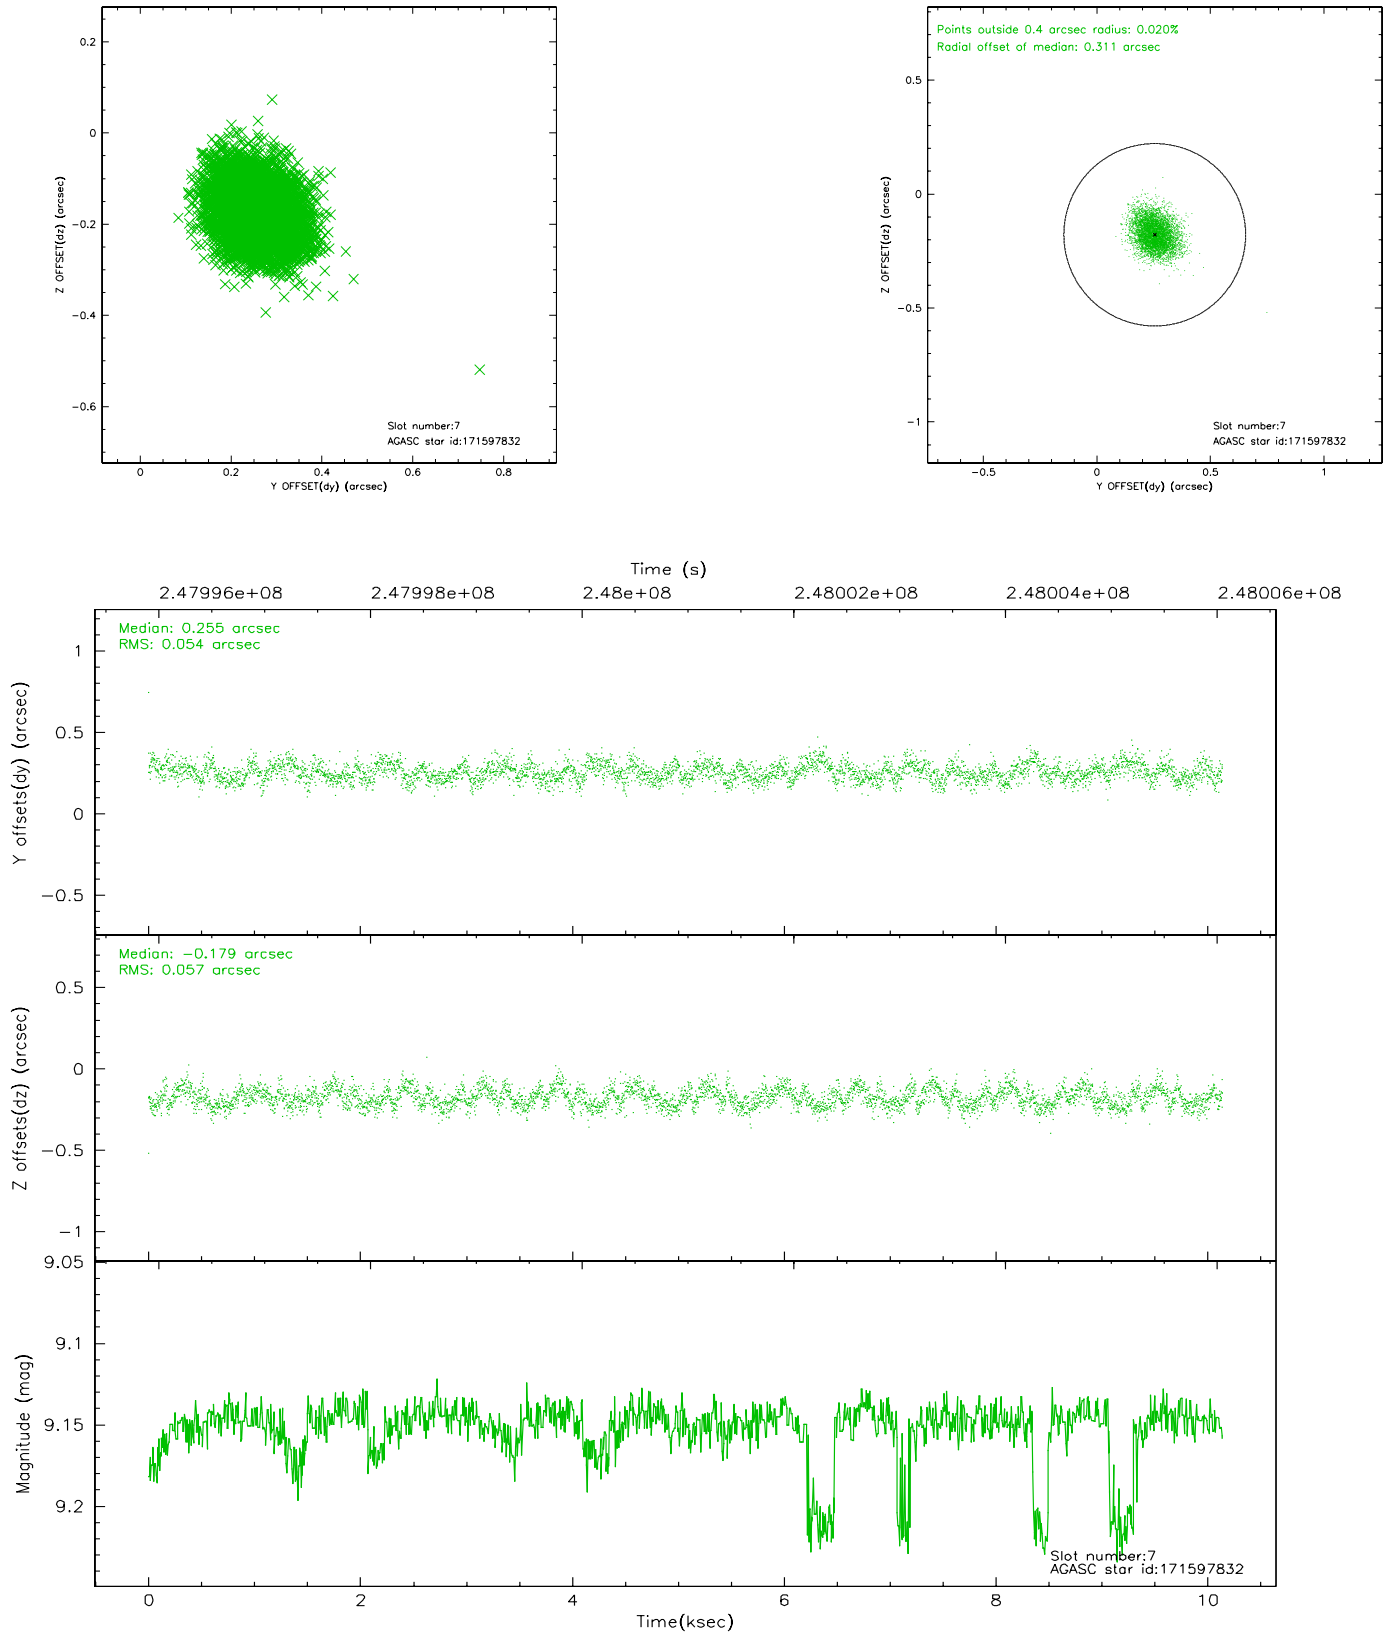 0.2
0
−0.2
−0.4
−0.6
Z OFFSET(dz) (arcsec)
Slot number:7
AGASC star id:171597832
0 0.2 0.4 0.6 0.8
Y OFFSET(dy) (arcsec)
Points outside 0.4 arcsec radius: 0.020%
Radial offset of median: 0.311 arcsec
0.5
0
−0.5
−1
Z OFFSET(dz) (arcsec)
Slot number:7
AGASC star id:171597832
−0.5 0 0.5 1
Y OFFSET(dy) (arcsec)
Time (s)
2.47996e+08 2.47998e+08 2.48e+08 2.48002e+08 2.48004e+08 2.48006e+08
Median: 0.255 arcsec
RMS: 0.054 arcsec
1
0.5
0
−0.5
Y offsets(dy) (arcsec)
Median: −0.179 arcsec
RMS: 0.057 arcsec
0.5
0
−0.5
−1
Z offsets(dz) (arcsec)
9.05
9.1
9.15
9.2
Magnitude (mag)
Slot number:7
AGASC star id:171597832
0 2 4 6 8 10
Time(ksec)